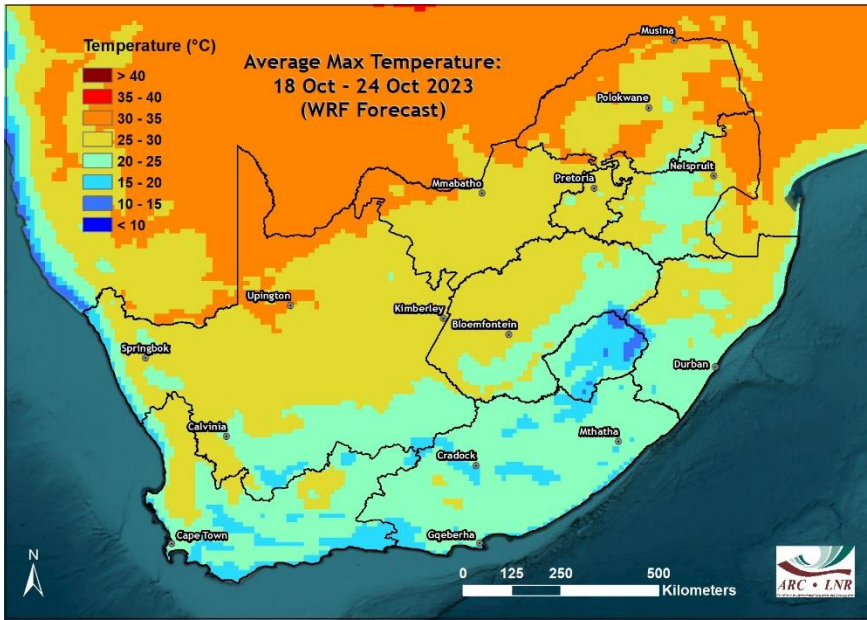 Temperature (°C)
> 40
35 - 40
30 - 35
25 - 30
20 - 25
15 - 20
10 - 15
< 10
Average Max Temperature:
18 Oct - 24 Oct 2023
(WRF Forecast)
Musina
Polokwane
Nelspruit
Pretoria
Mmabatho
Upington
Kimberley
Bloemfontein
Springbok
Durban
Calvinia
Mthatha
Cradock
Cape Town
Gqeberha
N
0 125 250 500
Kilometers
ARC • LNR